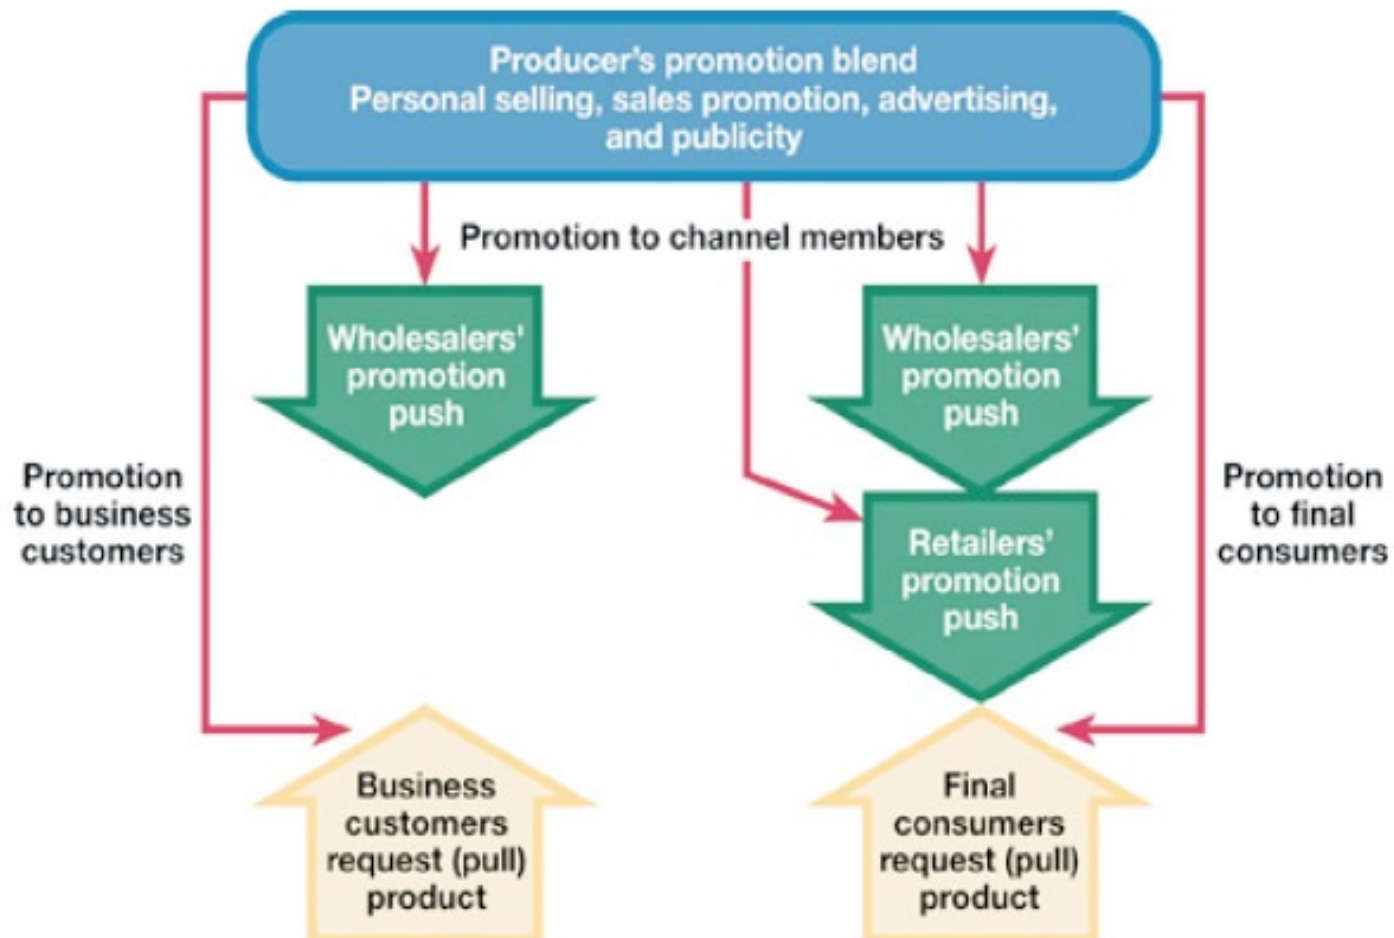 Producer's promotion blend
Personal selling, sales promotion, advertising,
and publicity
Promotion to channel members
Wholesalers'
promotion
push
Wholesalers'
promotion
push
Promotion
to business
customers
Retailers'
promotion
push
Promotion
to final
consumers
Business
customers
request (pull)
product
Final
consumers
request (pull)
product